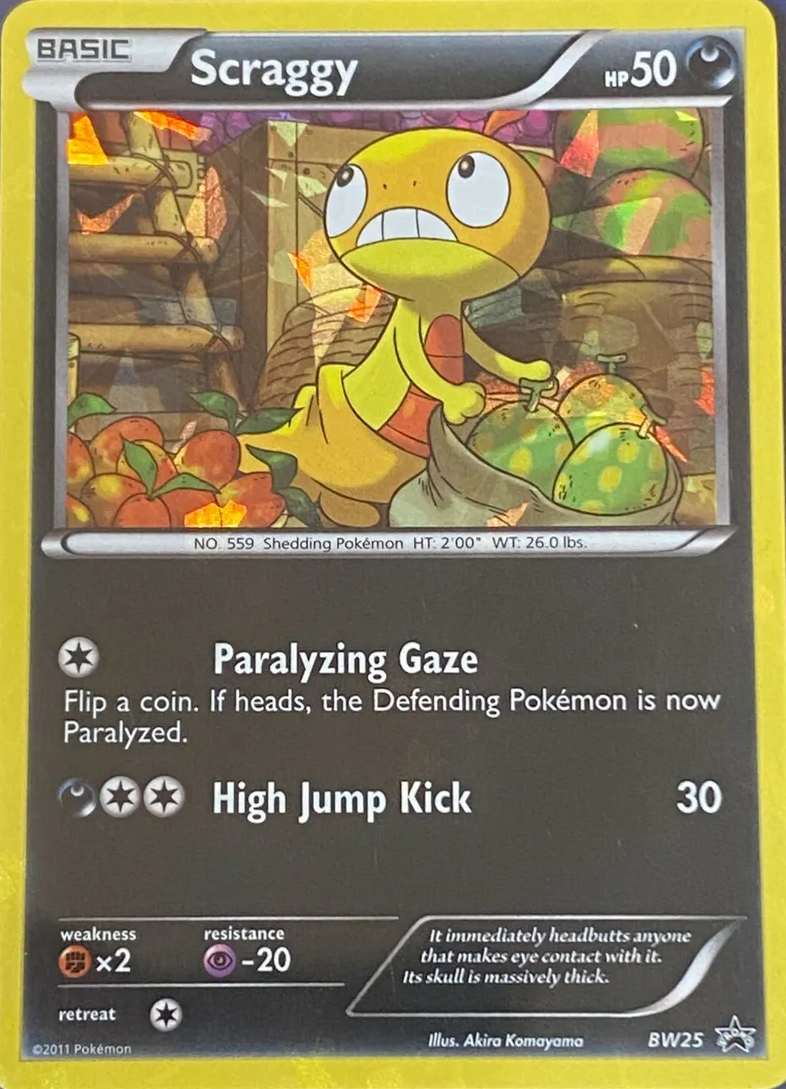 BASIC
Scraggy
HP50
NO. 559 Shedding Pokémon HT: 2'00" WT: 26.0 lbs.
Paralyzing Gaze
Flip a coin. If heads, the Defending Pokémon is now
Paralyzed.
High Jump Kick 30
weakness
×2
resistance
-20
It immediately headbutts anyone
that makes eye contact with it.
Its skull is massively thick.
retreat
Illus. Akira Komayama
BW25
©2011 Pokémon